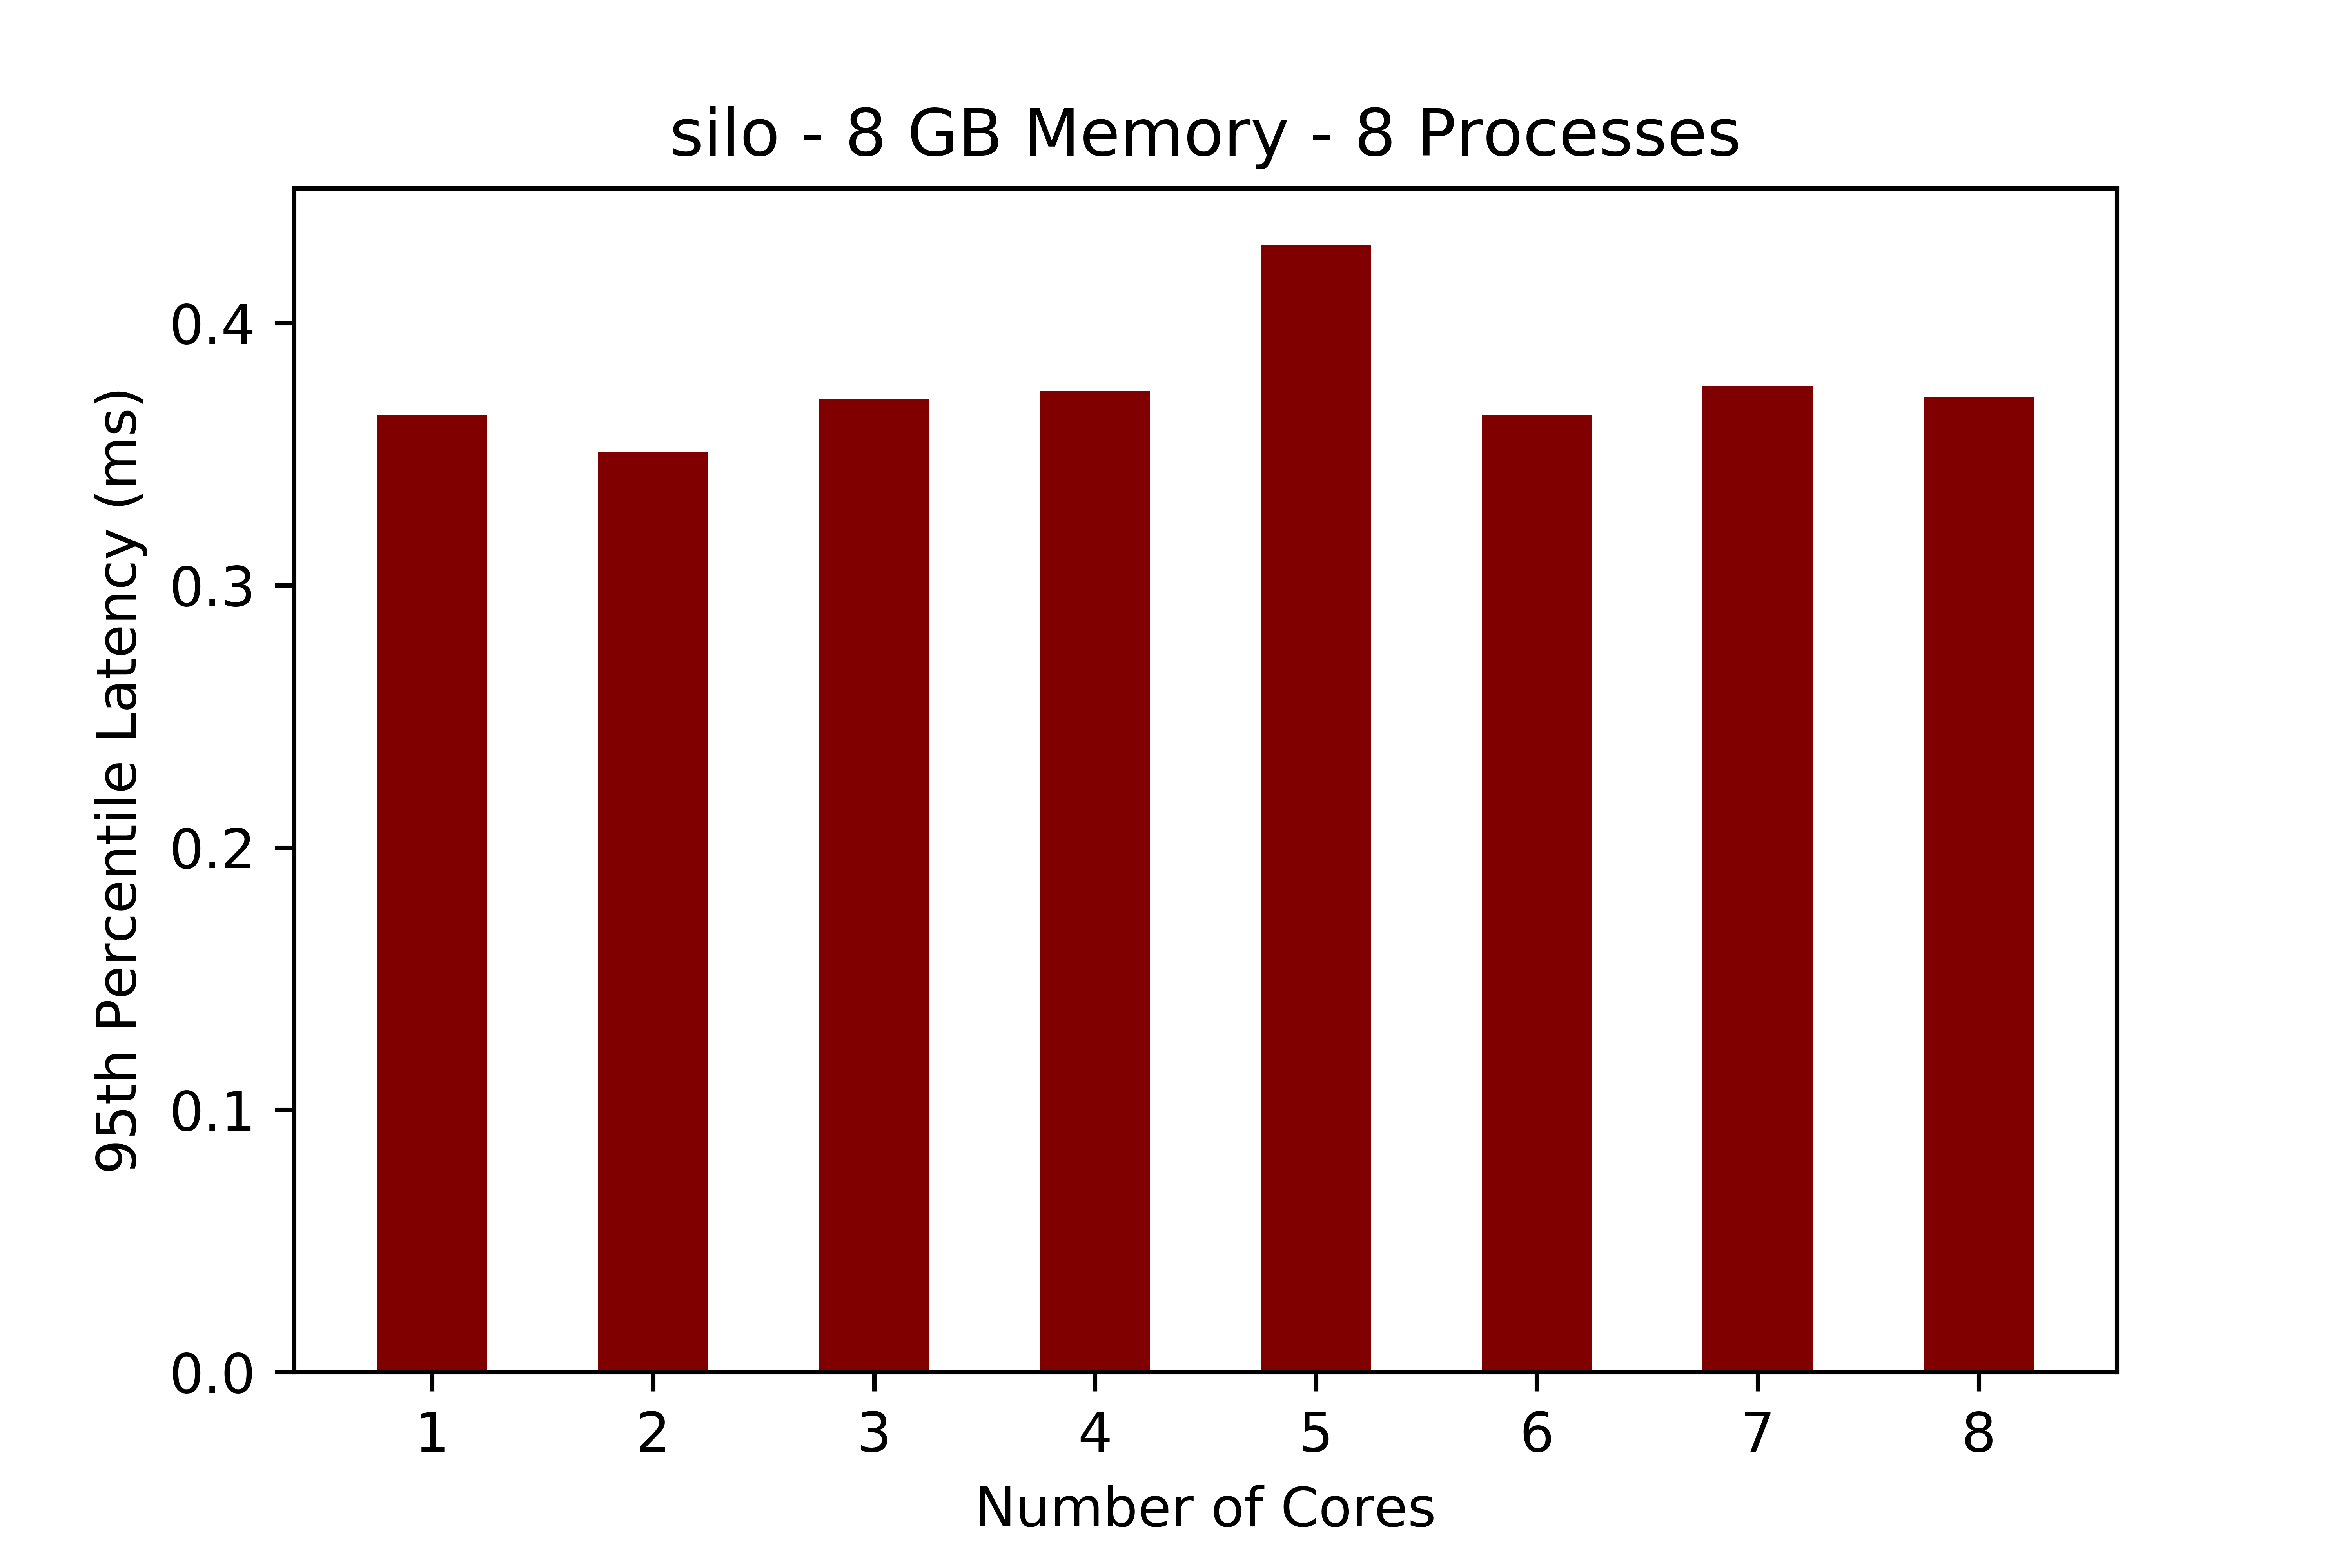 silo - 8 GB Memory - 8 Processes
95th Percentile Latency (ms)
0.4
0.3
0.2
0.1
0.0
1 2 3 4 5 6 7 8
Number of Cores